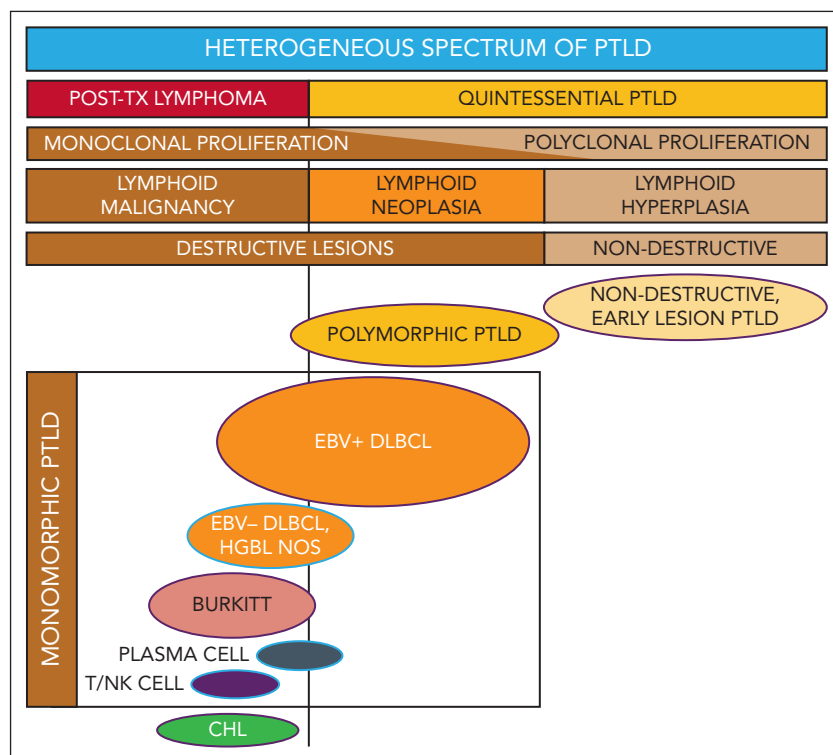 HETEROGENEOUS SPECTRUM OF PTLD
POST-TX LYMPHOMA
QUINTESSENTIAL PTLD
MONOCLONAL PROLIFERATION
POLYCLONAL PROLIFERATION
LYMPHOID
MALIGNANCY
LYMPHOID
NEOPLASIA
LYMPHOID
HYPERPLASIA
DESTRUCTIVE LESIONS
NON-DESTRUCTIVE
NON-DESTRUCTIVE,
EARLY LESION PTLD
POLYMORPHIC PTLD
MONOMORPHIC PTLD
EBV+ DLBCL
EBV– DLBCL,
HGBL NOS
BURKITT
PLASMA CELL
T/NK CELL
CHL